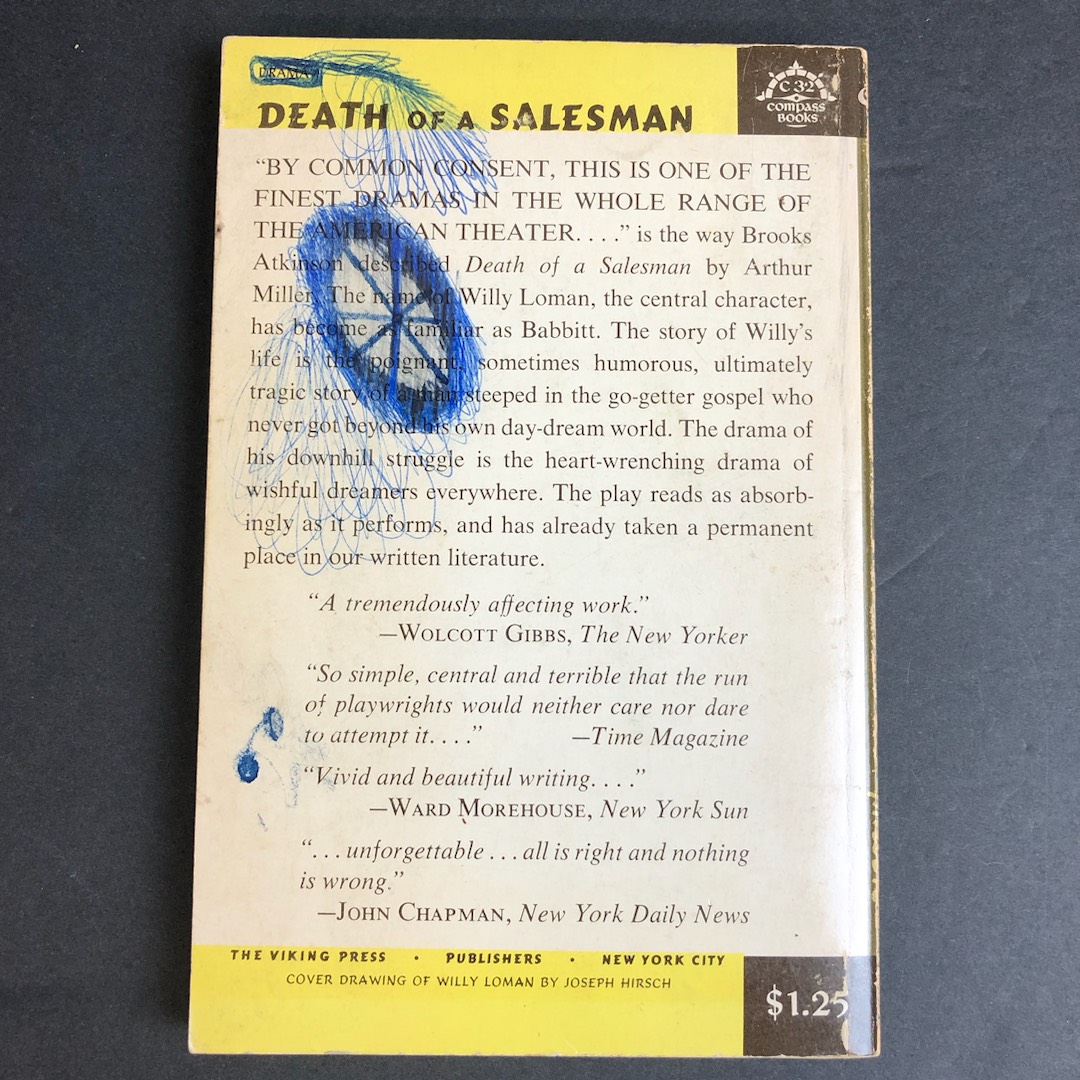 DRAMA
DEATH OF A SALESMAN
C 32
COMPASS
BOOKS
“BY COMMON CONSENT, THIS IS ONE OF THE
FINEST DRAMAS IN THE WHOLE RANGE OF
THE AMERICAN THEATER. . . .” is the way Brooks
Atkinson described Death of a Salesman by Arthur
Miller. The name of Willy Loman, the central character,
has become as familiar as Babbitt. The story of Willy’s
life is the poignant, sometimes humorous, ultimately
tragic story of a man steeped in the go-getter gospel who
never got beyond his own day-dream world. The drama of
his downhill struggle is the heart-wrenching drama of
wishful dreamers everywhere. The play reads as absorb-
ingly as it performs, and has already taken a permanent
place in our written literature.
“A tremendously affecting work.”
—WOLCOTT GIBBS, The New Yorker
“So simple, central and terrible that the run
of playwrights would neither care nor dare
to attempt it. . . .” —Time Magazine
“Vivid and beautiful writing. . . .”
—WARD MOREHOUSE, New York Sun
“. . . unforgettable . . . all is right and nothing
is wrong.”
—JOHN CHAPMAN, New York Daily News
THE VIKING PRESS · PUBLISHERS · NEW YORK CITY
COVER DRAWING OF WILLY LOMAN BY JOSEPH HIRSCH
$1.25